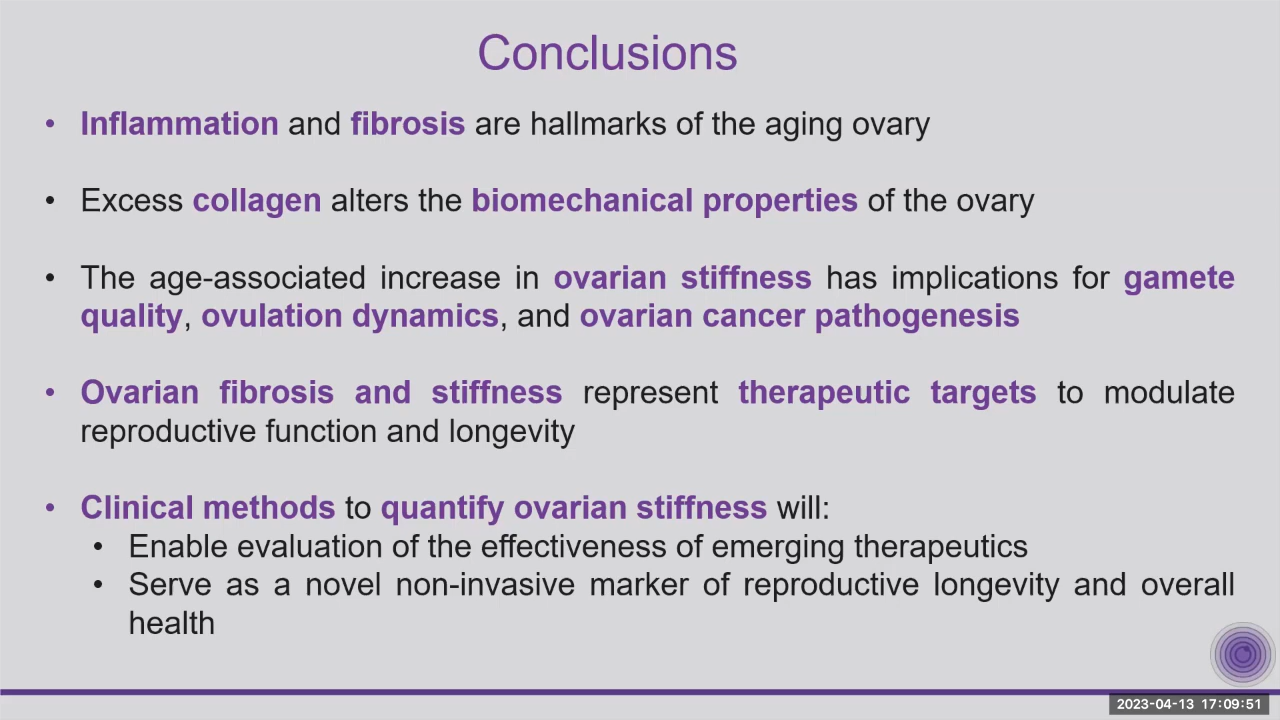 Conclusions
• Inflammation and fibrosis are hallmarks of the aging ovary
• Excess collagen alters the biomechanical properties of the ovary
• The age-associated increase in ovarian stiffness has implications for gamete
quality, ovulation dynamics, and ovarian cancer pathogenesis
• Ovarian fibrosis and stiffness represent therapeutic targets to modulate
reproductive function and longevity
• Clinical methods to quantify ovarian stiffness will:
• Enable evaluation of the effectiveness of emerging therapeutics
• Serve as a novel non-invasive marker of reproductive longevity and overall
health
2023-04-13 17:09:51